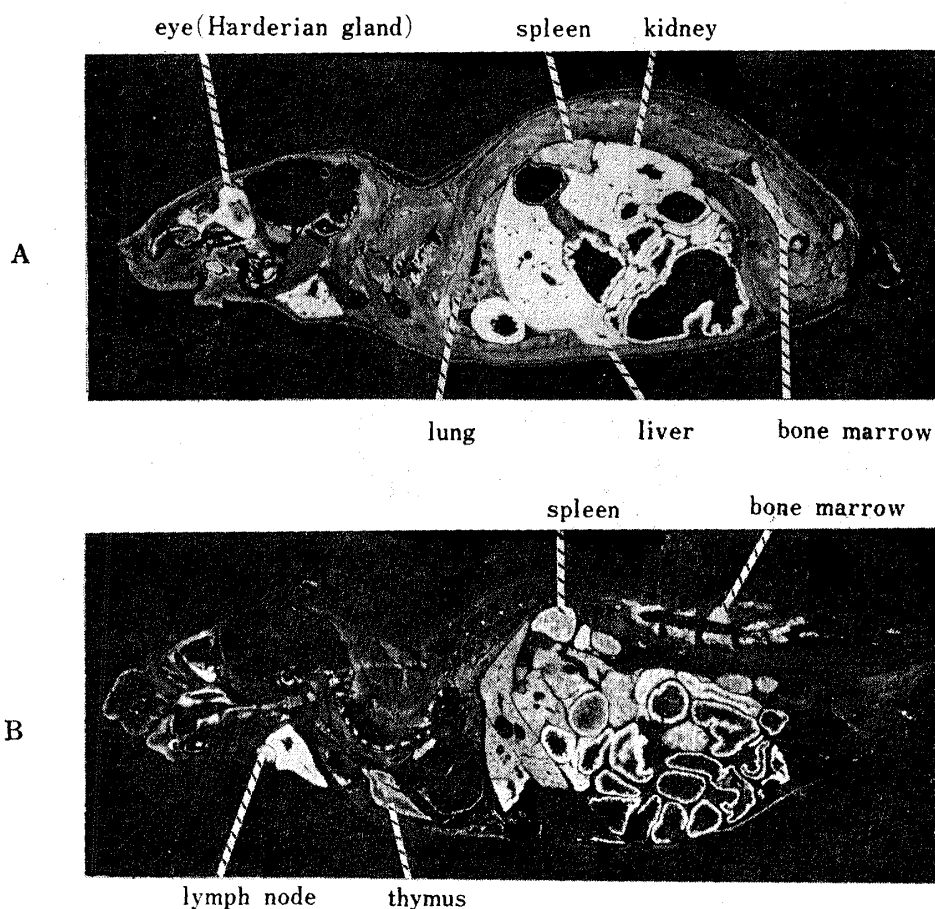 eye(Harderian gland) spleen kidney
A
lung liver bone marrow
spleen bone marrow
B
lymph node thymus